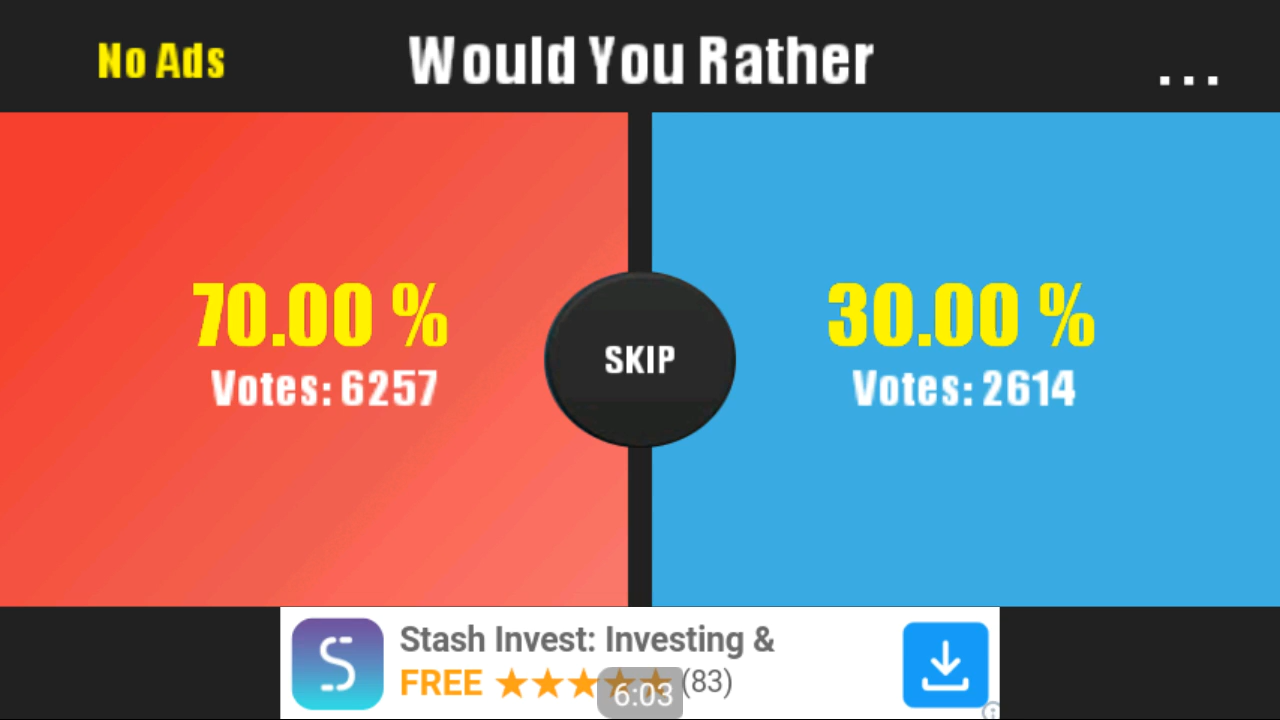 No Ads
Would You Rather
...
70.00 %
Votes: 6257
SKIP
30.00 %
Votes: 2614
Stash Invest: Investing &
FREE ★★★★★ (83)
6:03